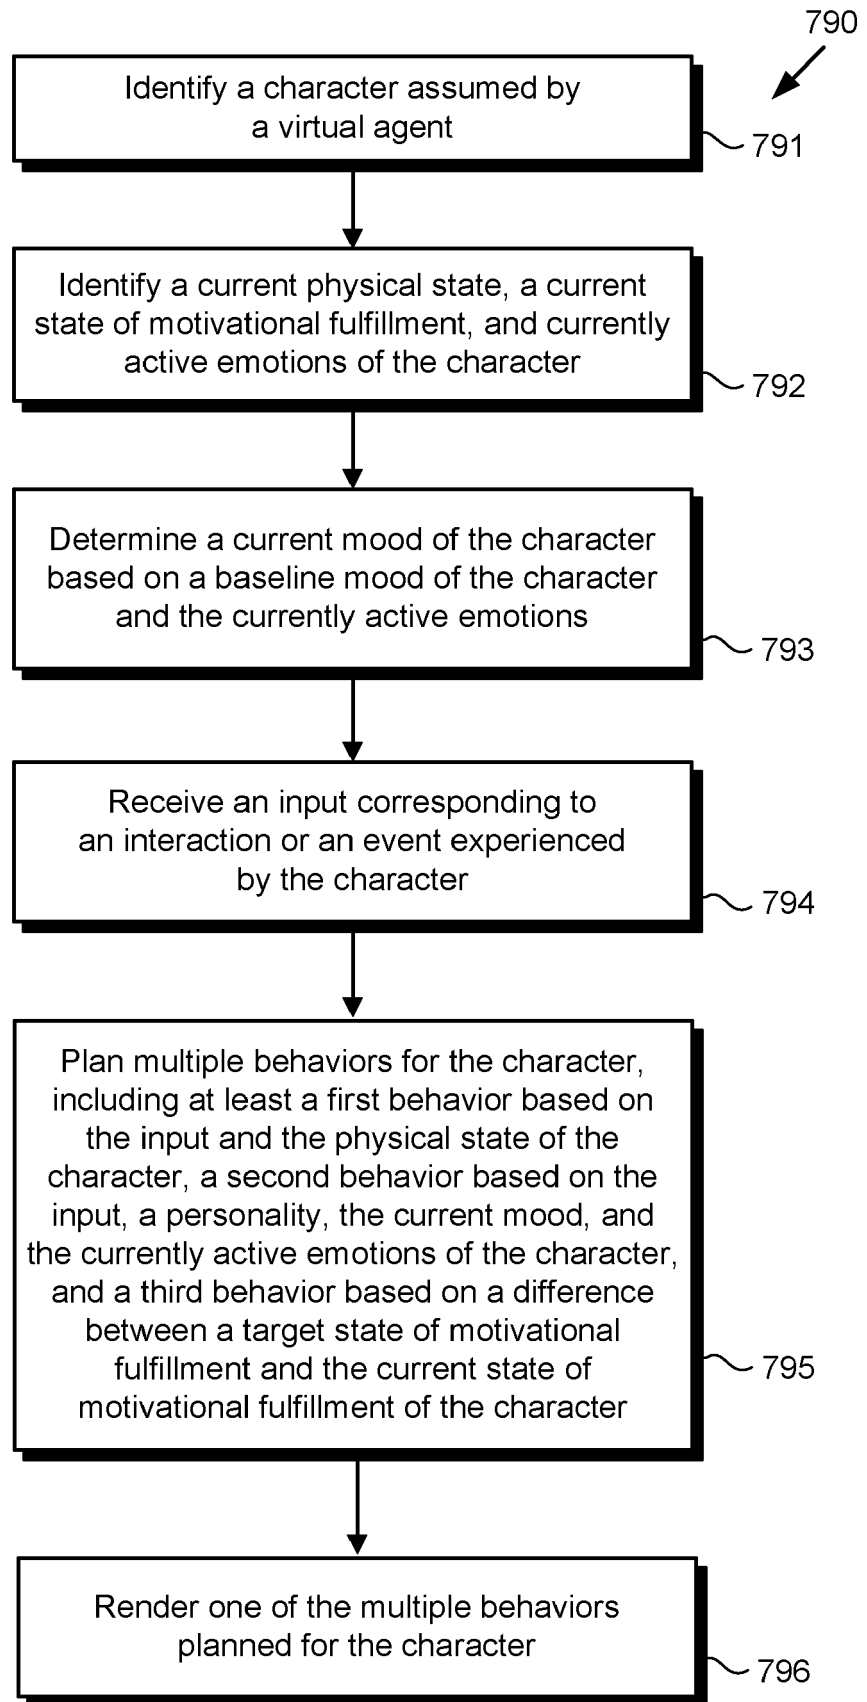 790
Identify a character assumed by
a virtual agent
791
Identify a current physical state, a current
state of motivational fulfillment, and currently
active emotions of the character
792
Determine a current mood of the character
based on a baseline mood of the character
and the currently active emotions
793
Receive an input corresponding to
an interaction or an event experienced
by the character
794
Plan multiple behaviors for the character,
including at least a first behavior based on
the input and the physical state of the
character, a second behavior based on the
input, a personality, the current mood, and
the currently active emotions of the character,
and a third behavior based on a difference
between a target state of motivational
fulfillment and the current state of
motivational fulfillment of the character
795
Render one of the multiple behaviors
planned for the character
796